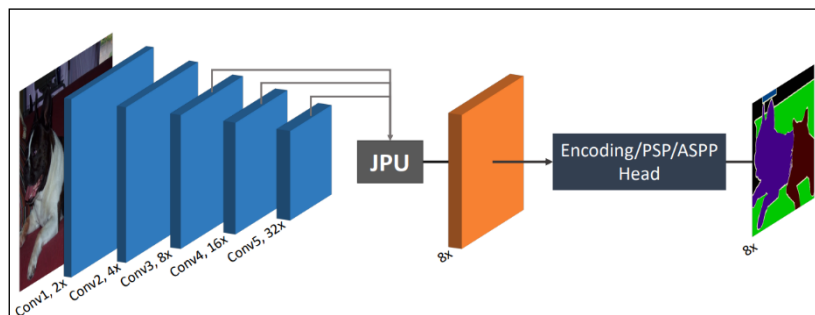 Conv1, 2x
Conv2, 4x
Conv3, 8x
Conv4, 16x
Conv5, 32x
JPU
8x
Encoding/PSP/ASPP
Head
8x